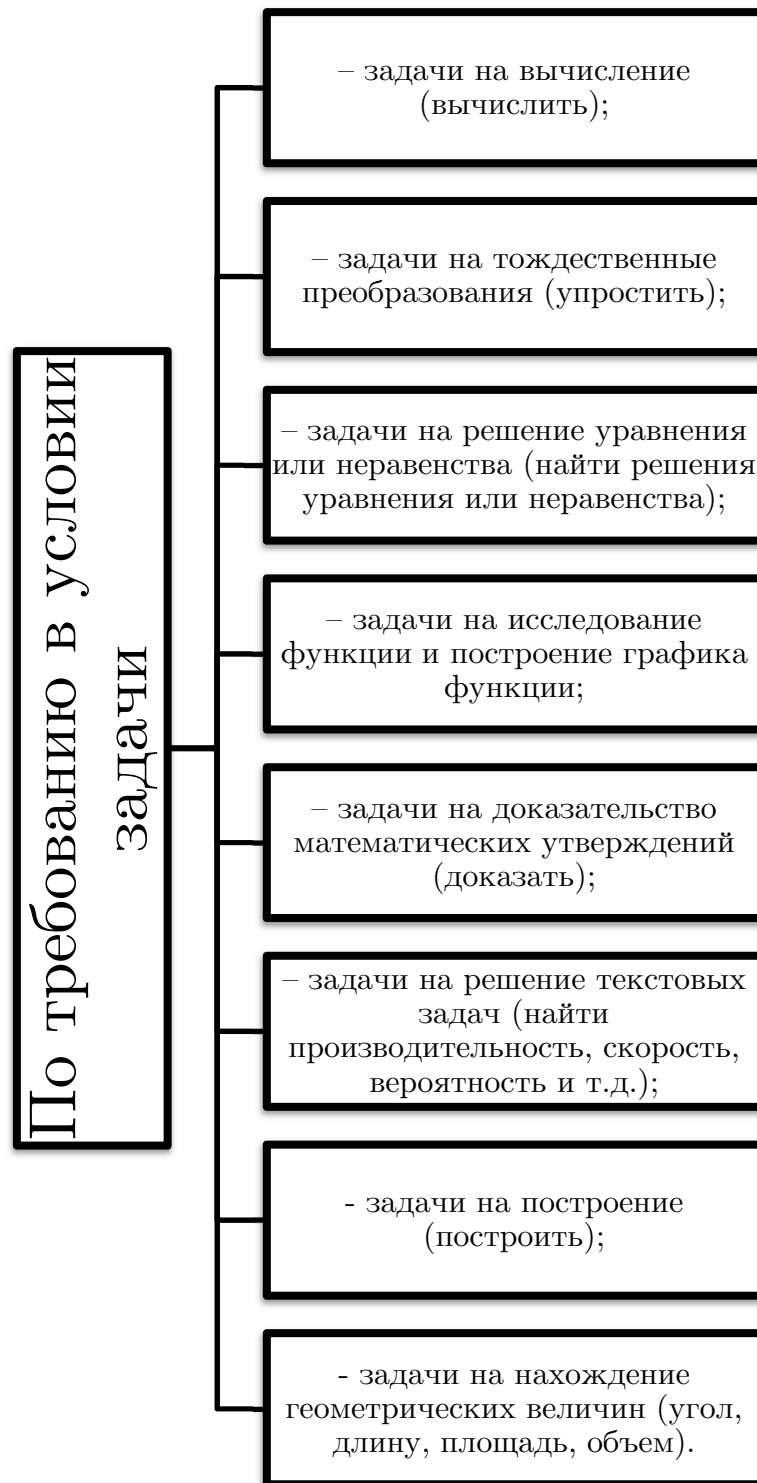 По требованию в условии
задачи
– задачи на вычисление
(вычислить);
– задачи на тождественные
преобразования (упростить);
– задачи на решение уравнения
или неравенства (найти решения
уравнения или неравенства);
– задачи на исследование
функции и построение графика
функции;
– задачи на доказательство
математических утверждений
(доказать);
– задачи на решение текстовых
задач (найти
производительность, скорость,
вероятность и т.д.);
- задачи на построение
(построить);
- задачи на нахождение
геометрических величин (угол,
длину, площадь, объем).